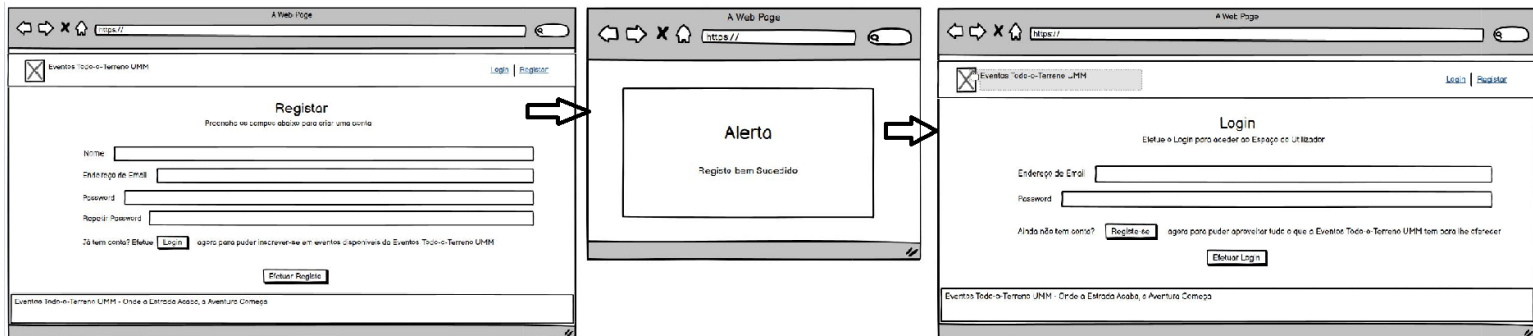 A Web Page
https://
Eventos Todo-o-Terreno UMM
Login | Registar
Registar
Preencha os campos abaixo para criar uma conta
Nome
Endereço de Email
Password
Repetir Password
Já tem conta? Efetue Login agora para puder inscrever-se em eventos disponíveis da Eventos Todo-o-Terreno UMM
Efetuar Registo
Eventos Todo-o-Terreno UMM - Onde a Estrada Acaba, a Aventura Começa
A Web Page
https://
Alerta
Registo bem Sucedido
A Web Page
https://
Eventos Todo-o-Terreno UMM
Login | Registar
Login
Efetue o Login para aceder ao Espaço do Utilizador
Endereço de Email
Password
Ainda não tem conta? Registe-se agora para puder aproveitar tudo o que a Eventos Todo-o-Terreno UMM tem para lhe oferecer
Efetuar Login
Eventos Todo-o-Terreno UMM - Onde a Estrada Acaba, a Aventura Começa